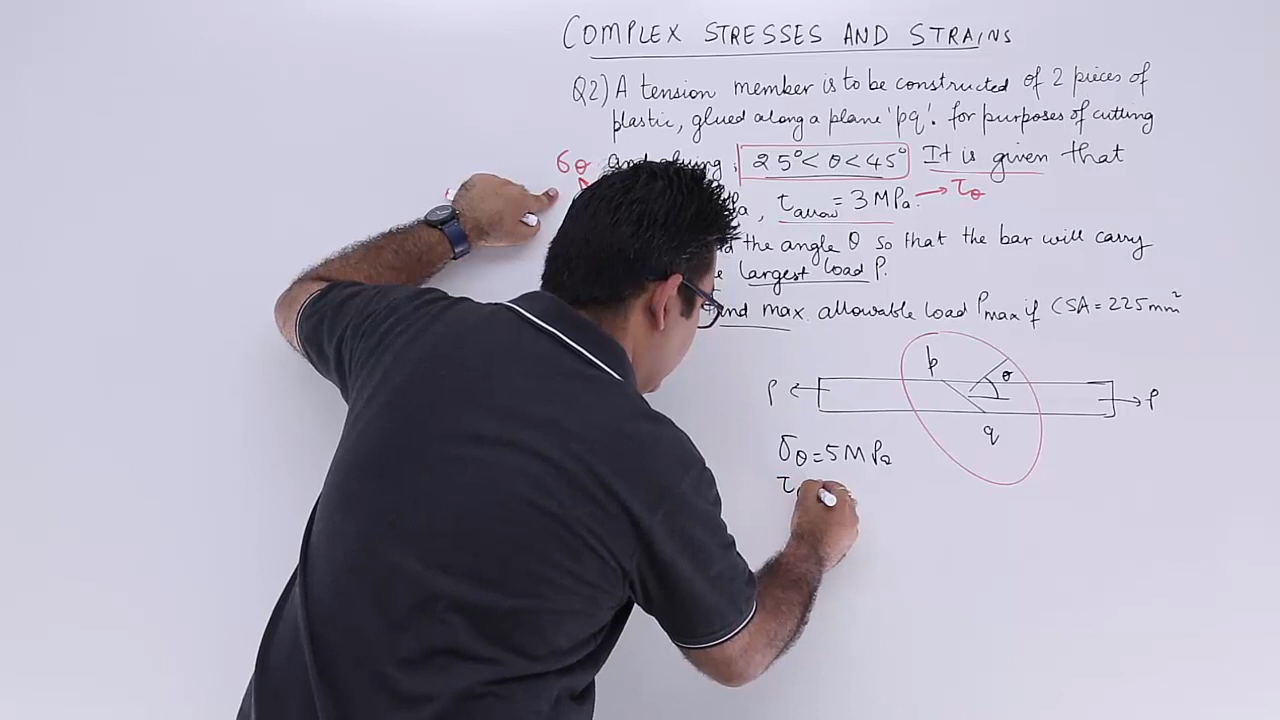 COMPLEX STRESSES AND STRAINS
Q2) A tension member is to be constructed of 2 pieces of
plastic, glued along a plane 'pq'. for purposes of cutting
25° < θ < 45° It is given that
σθ
τallow = 3 MPa. → τθ
the angle θ so that the bar will carry
largest load P.
max. allowable load Pmax if CSA = 225 mm²
p
θ
P
P
q
σθ = 5 MPa
τ